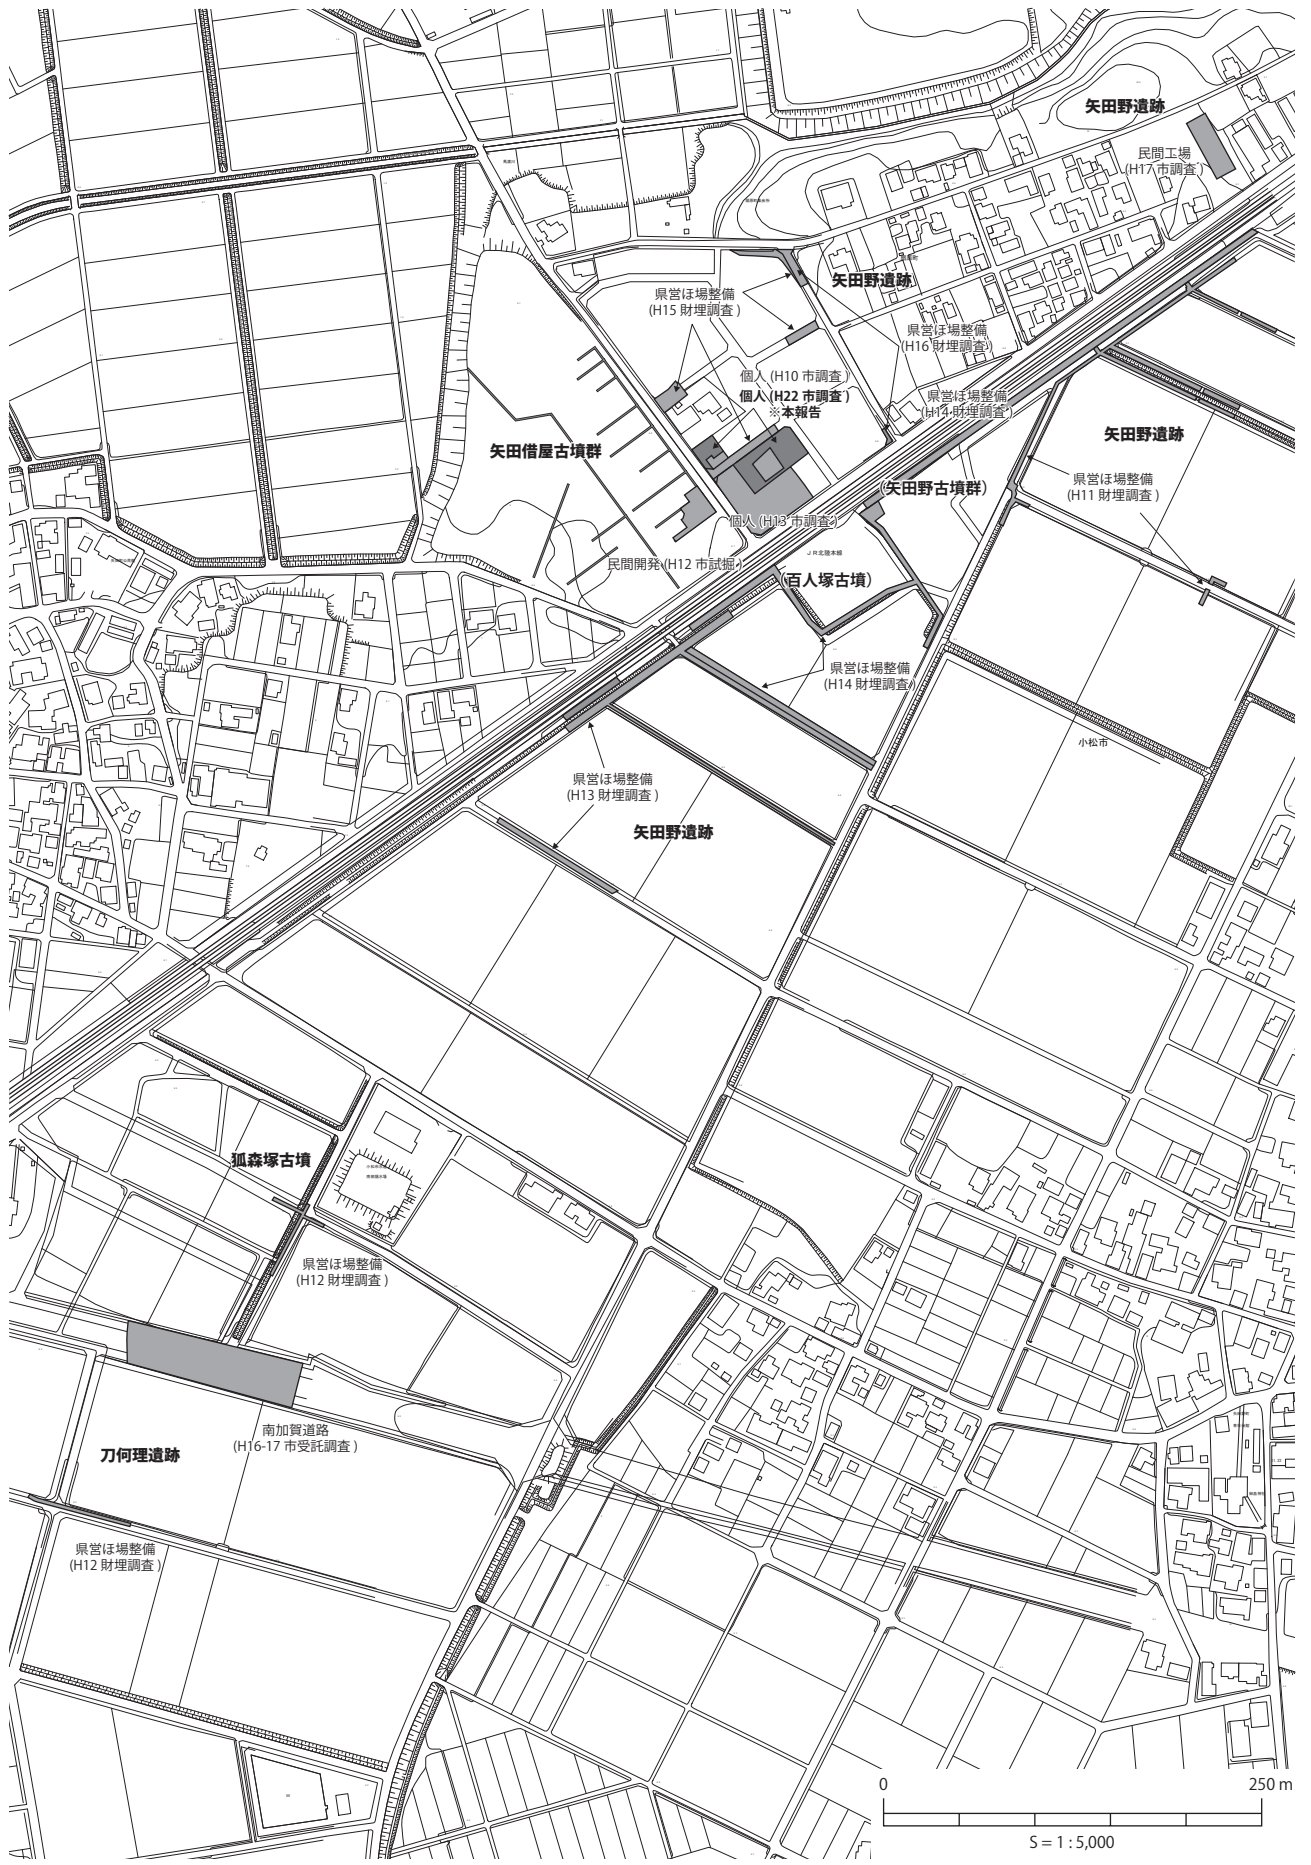 矢田野遺跡
民間工場
(H17 市調査 )
矢田野遺跡
県営ほ場整備
(H15 財埋調査 )
県営ほ場整備
(H16 財埋調査 )
個人 (H10 市調査 )
個人 (H22 市調査 )
※本報告
県営ほ場整備
(H14 財埋調査 )
矢田野遺跡
矢田借屋古墳群
県営ほ場整備
(H11 財埋調査 )
(矢田野古墳群)
個人 (H13 市調査 )
ＪＲ北陸本線
民間開発 (H12 市試掘 )
(百人塚古墳)
県営ほ場整備
(H14 財埋調査 )
小松市
県営ほ場整備
(H13 財埋調査 )
矢田野遺跡
狐森塚古墳
県営ほ場整備
(H12 財埋調査 )
南加賀道路
(H16-17 市受託調査 )
刀何理遺跡
県営ほ場整備
(H12 財埋調査 )
0
250 m
S = 1 : 5,000